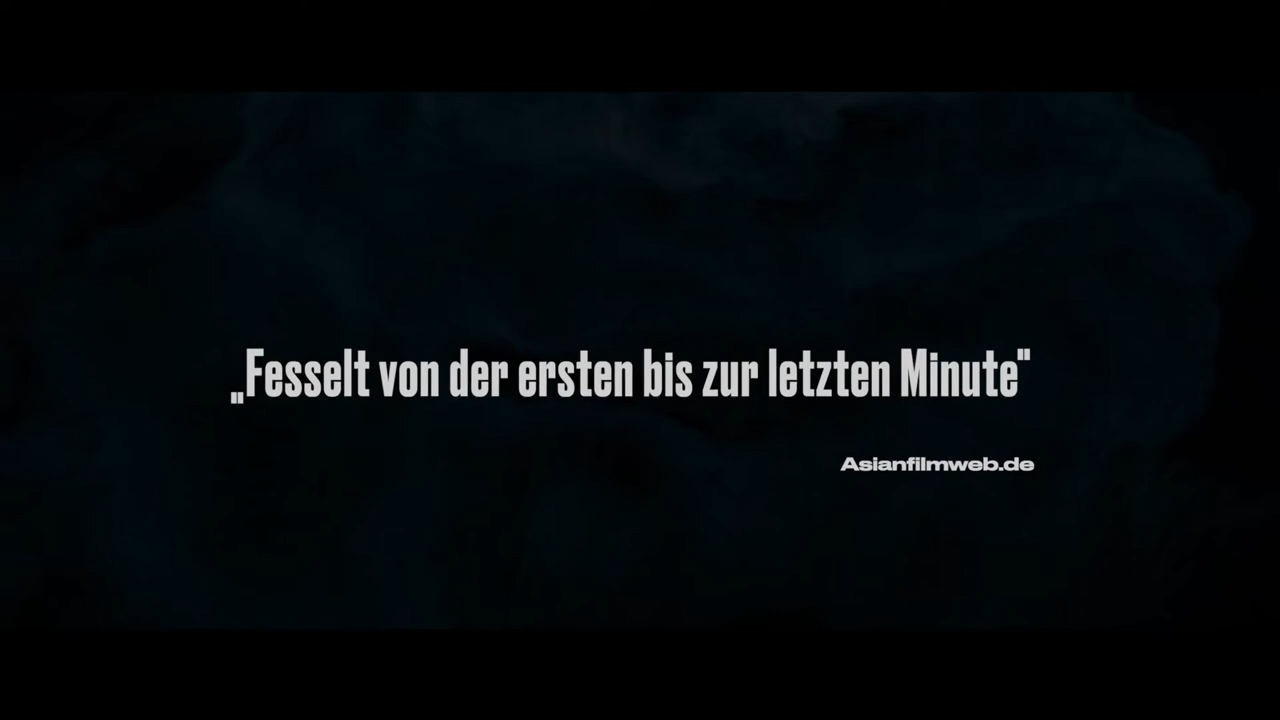 „Fesselt von der ersten bis zur letzten Minute"
Asianfilmweb.de